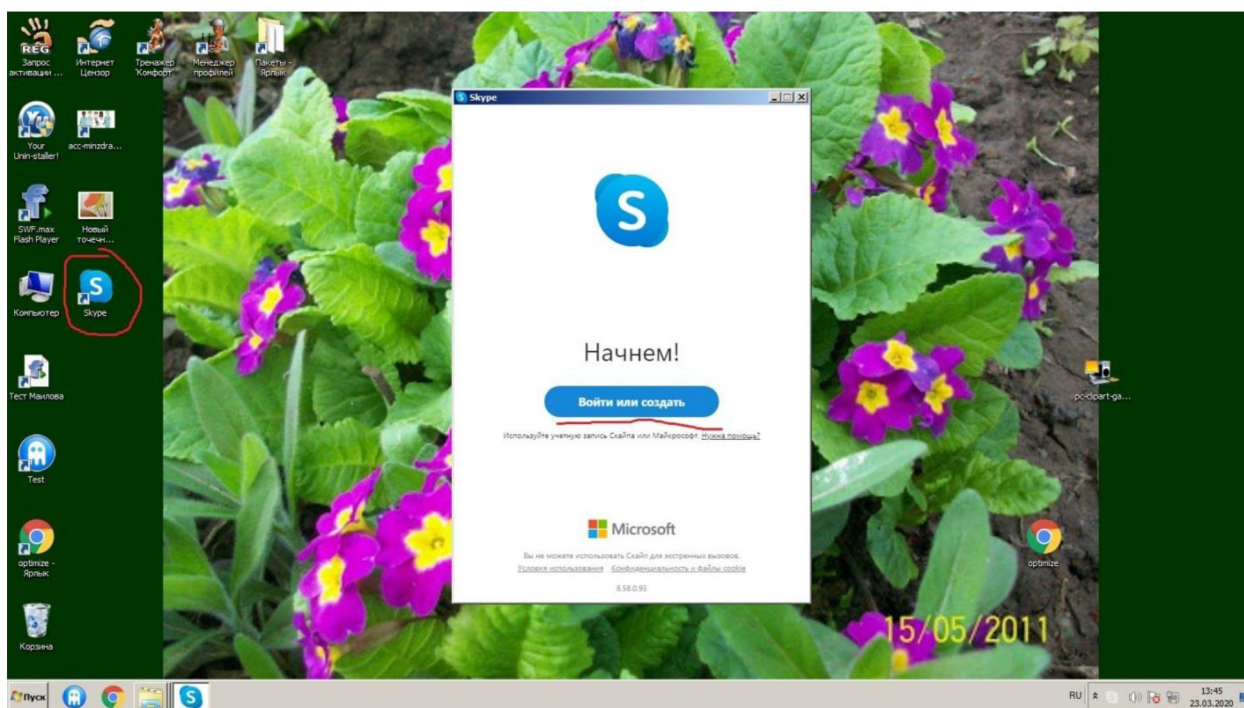 REG
Запрос
активации ...
Интернет
Цензор
Тренажер
"Комфорт"
Менеджер
профилей
Пакеты -
Ярлык
Your
Unin-staller!
acc-minzdra...
SWF.max
Flash Player
Новый
точечн...
Компьютер
Skype
Тест Маилова
Test
optimize -
Ярлык
Корзина
Skype
S
Начнем!
Войти или создать
Используйте учетную запись Скайпа или Майкрософт. Нужна помощь?
Microsoft
Вы не можете использовать Скайп для экстренных вызовов.
Условия использования Конфиденциальность и файлы cookie
8.58.0.93
pc-clipart-ga...
optimize
15/05/2011
Пуск
RU
13:45
23.03.2020